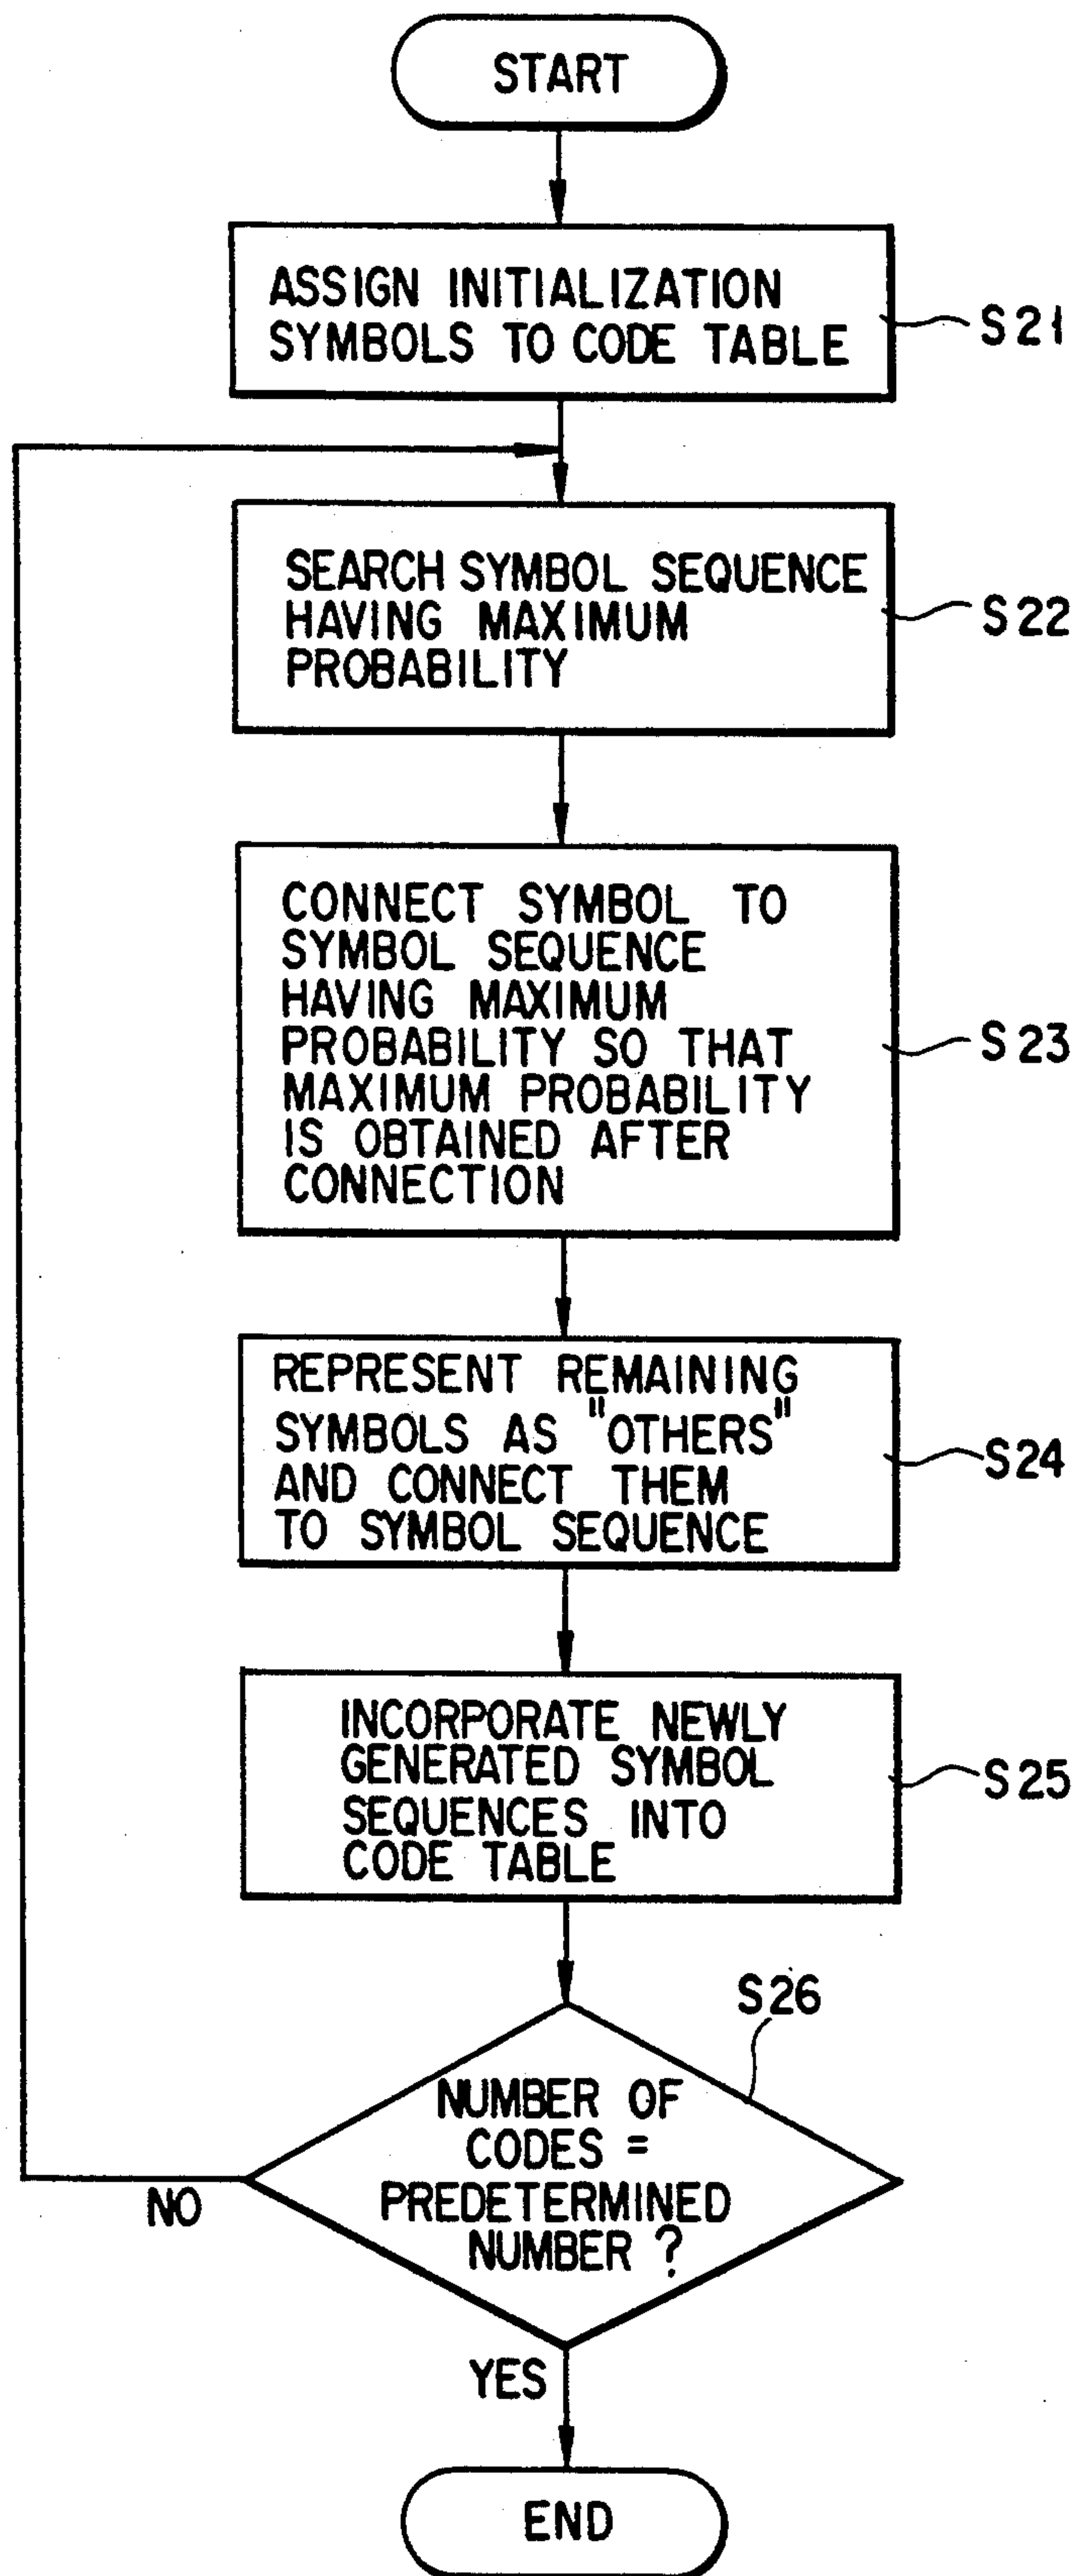 START
ASSIGN INITIALIZATION
SYMBOLS TO CODE TABLE
S21
SEARCH SYMBOL SEQUENCE
HAVING MAXIMUM
PROBABILITY
S22
CONNECT SYMBOL TO
SYMBOL SEQUENCE
HAVING MAXIMUM
PROBABILITY SO THAT
MAXIMUM PROBABILITY
IS OBTAINED AFTER
CONNECTION
S23
REPRESENT REMAINING
SYMBOLS AS "OTHERS"
AND CONNECT THEM
TO SYMBOL SEQUENCE
S24
INCORPORATE NEWLY
GENERATED SYMBOL
SEQUENCES INTO
CODE TABLE
S25
S26
NUMBER OF
CODES =
PREDETERMINED
NUMBER ?
NO
YES
END